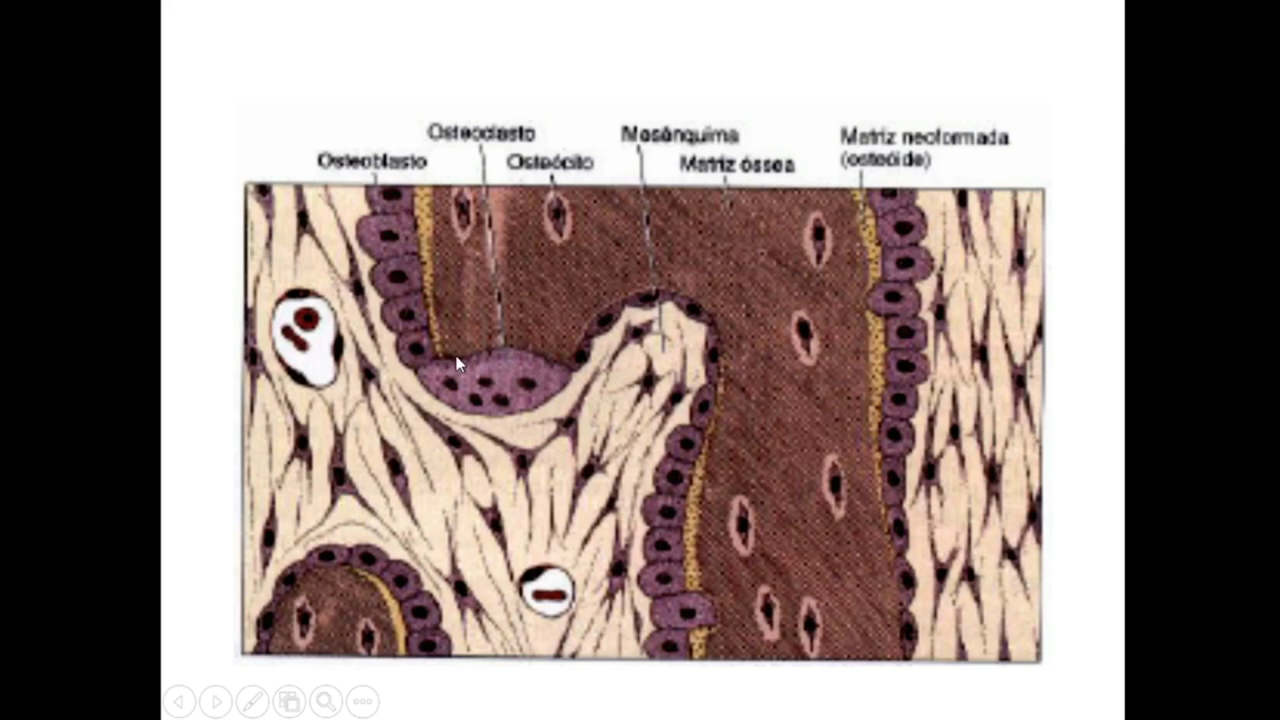 Osteoclasto
Mesênquima
Matriz neoformada
(osteóide)
Osteoblasto
Osteócito
Matriz óssea